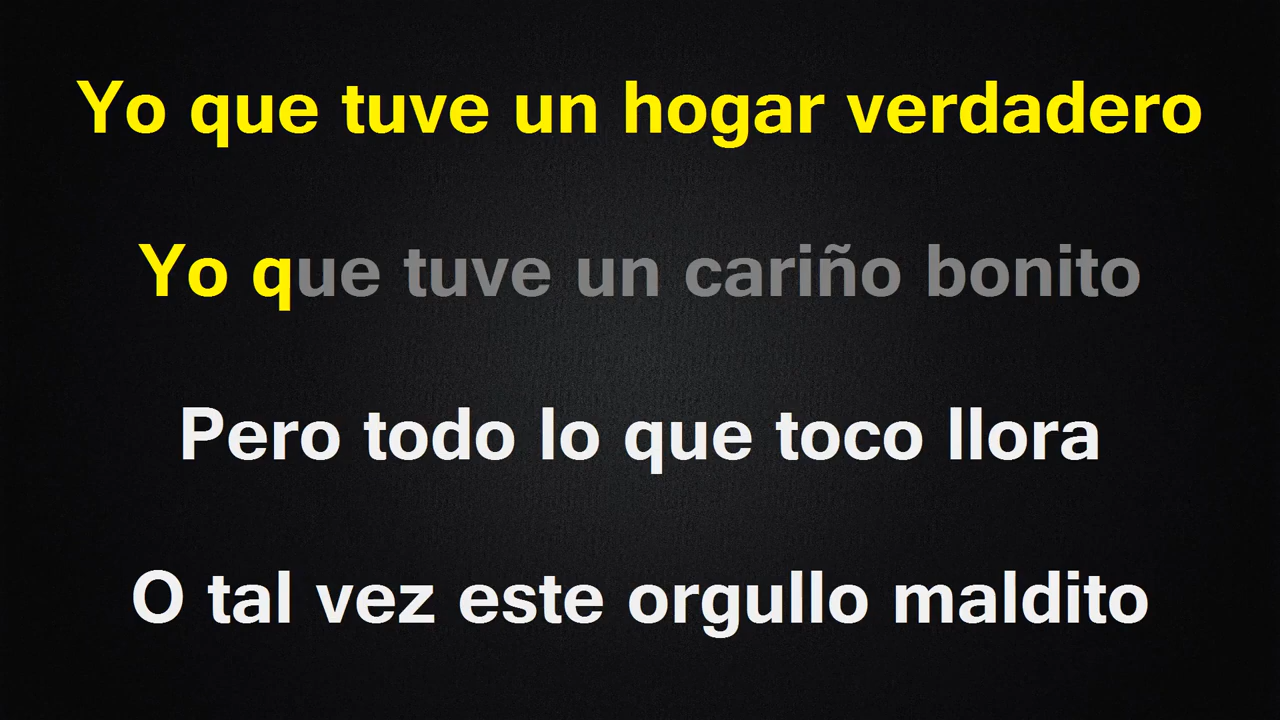 Yo que tuve un hogar verdadero
Yo que tuve un cariño bonito
Pero todo lo que toco llora
O tal vez este orgullo maldito